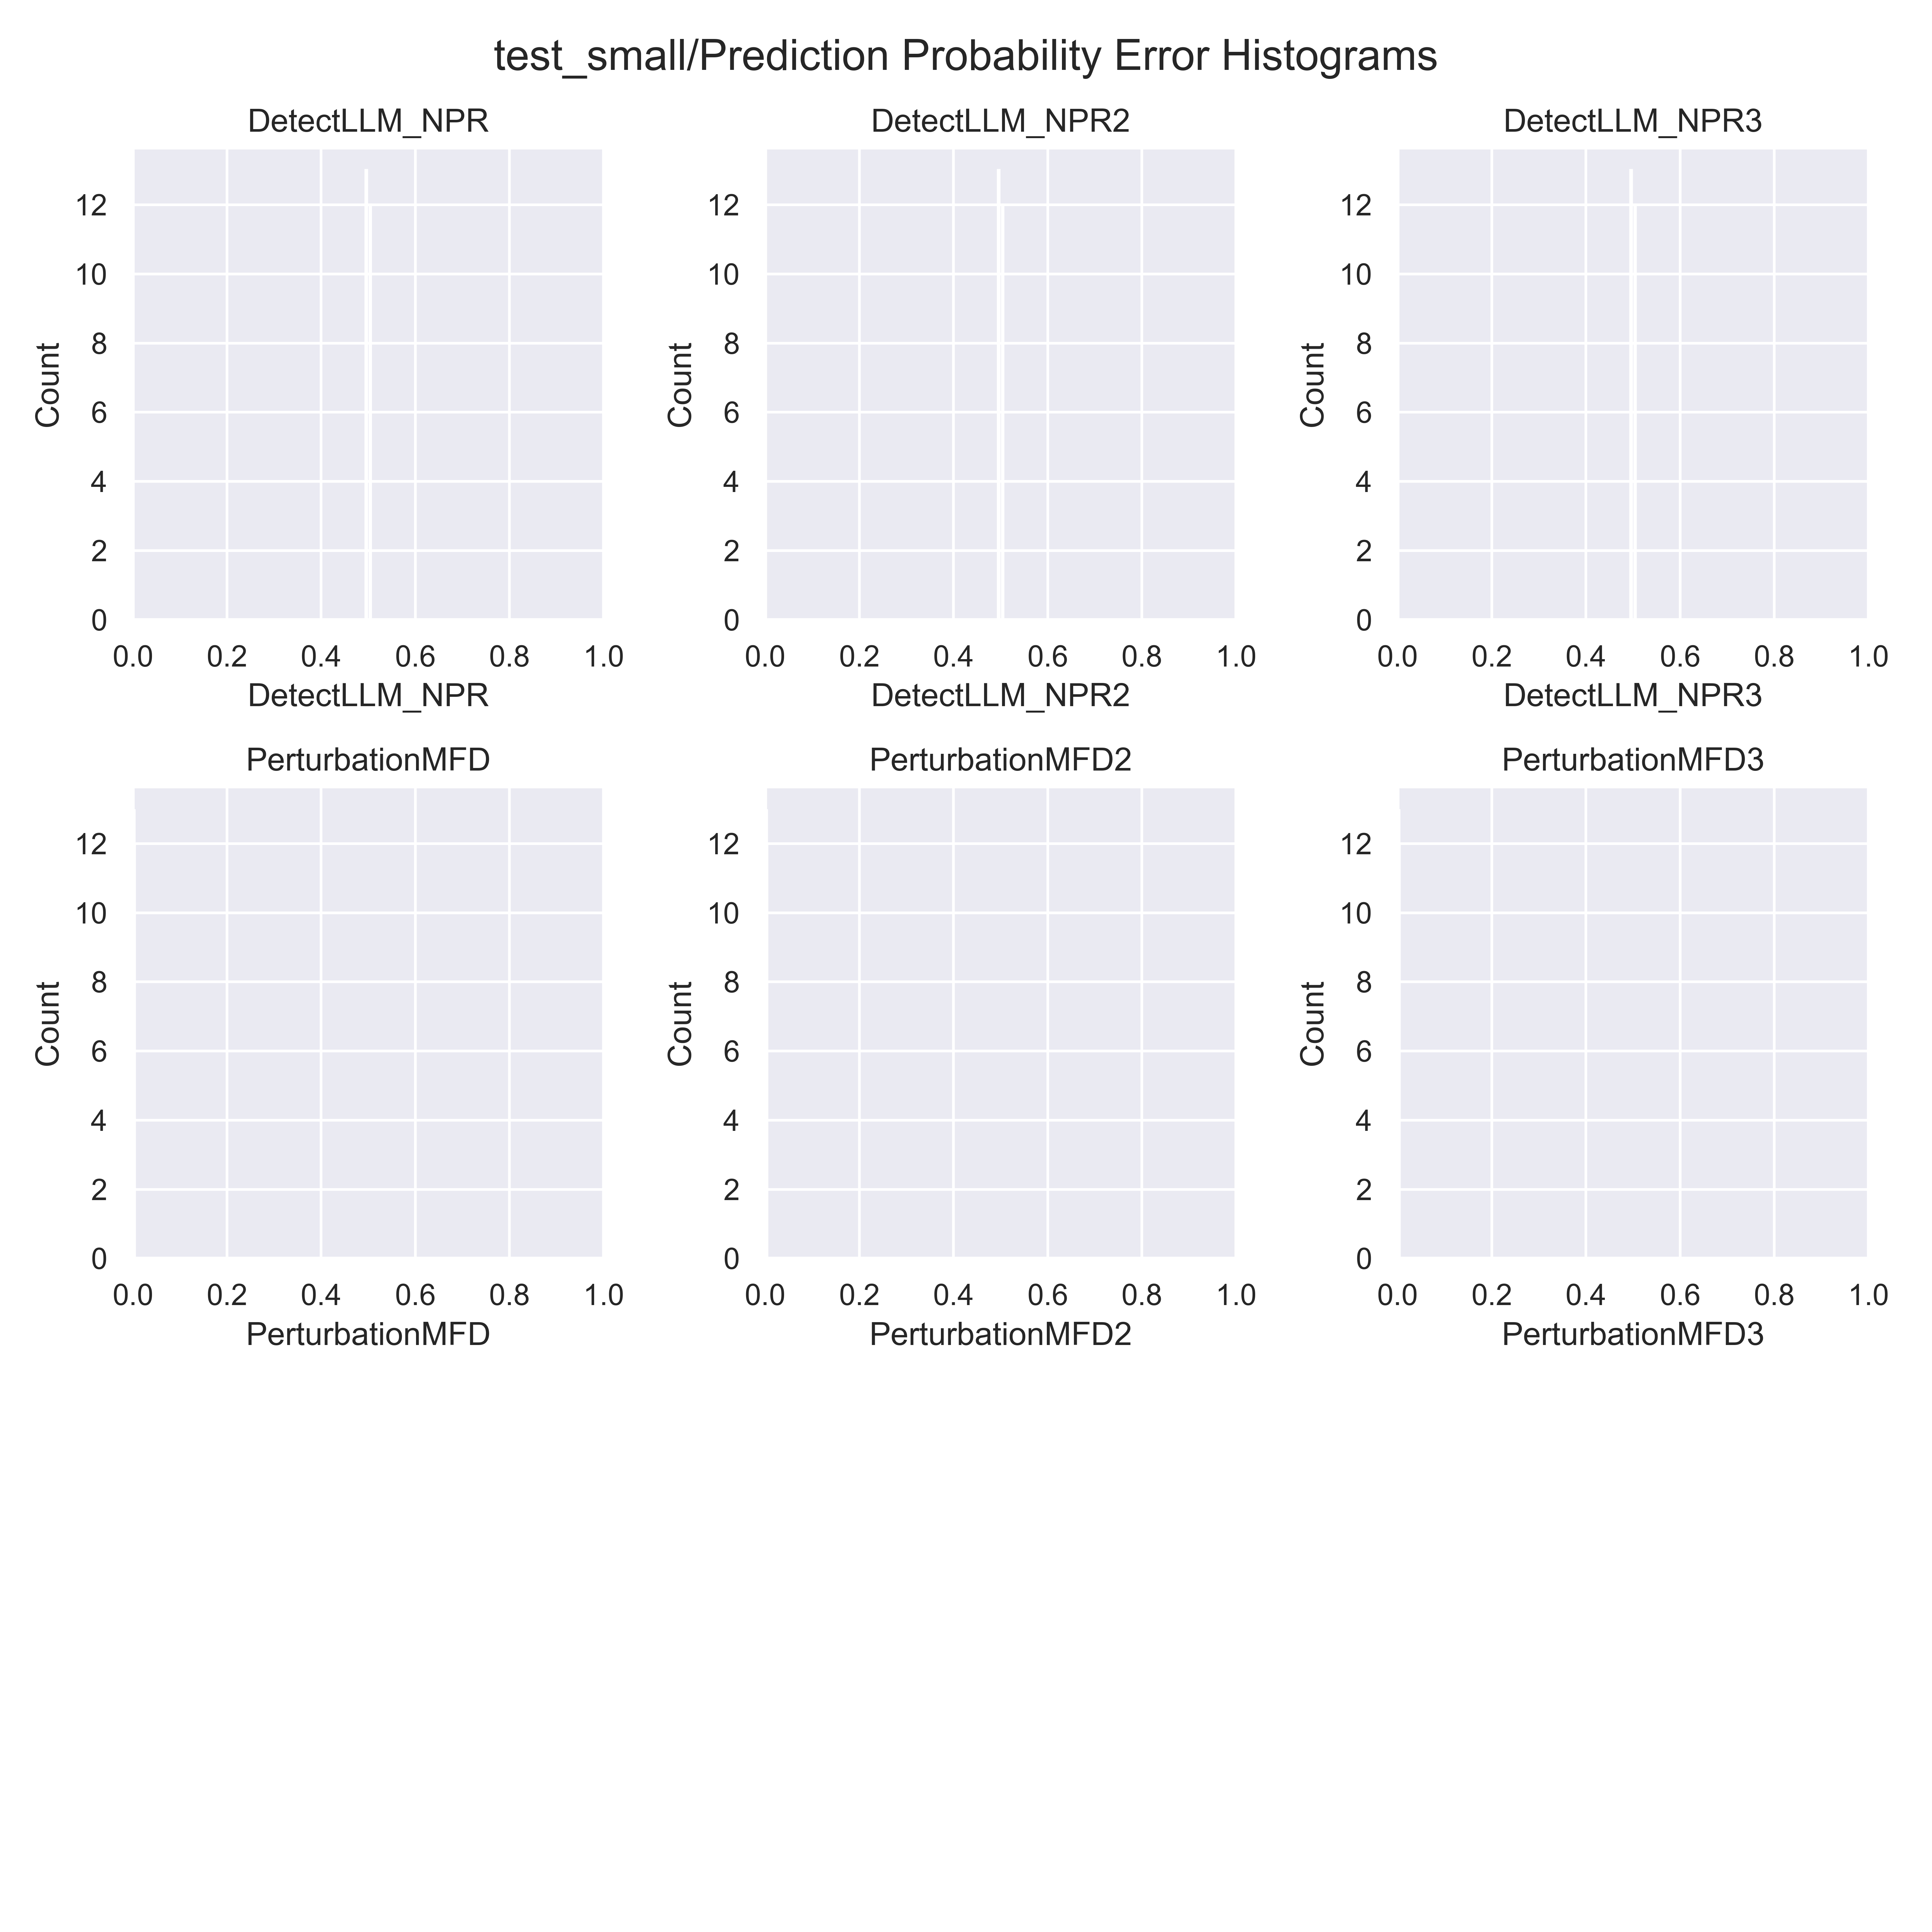 test_small/Prediction Probability Error Histograms
DetectLLM_NPR DetectLLM_NPR2 DetectLLM_NPR3
12 12 12
10 10 10
8 8 8
Count Count Count
6 6 6
4 4 4
2 2 2
0 0 0
0.0 0.2 0.4 0.6 0.8 1.0 0.0 0.2 0.4 0.6 0.8 1.0 0.0 0.2 0.4 0.6 0.8 1.0
DetectLLM_NPR DetectLLM_NPR2 DetectLLM_NPR3
PerturbationMFD PerturbationMFD2 PerturbationMFD3
12 12 12
10 10 10
8 8 8
Count Count Count
6 6 6
4 4 4
2 2 2
0 0 0
0.0 0.2 0.4 0.6 0.8 1.0 0.0 0.2 0.4 0.6 0.8 1.0 0.0 0.2 0.4 0.6 0.8 1.0
PerturbationMFD PerturbationMFD2 PerturbationMFD3